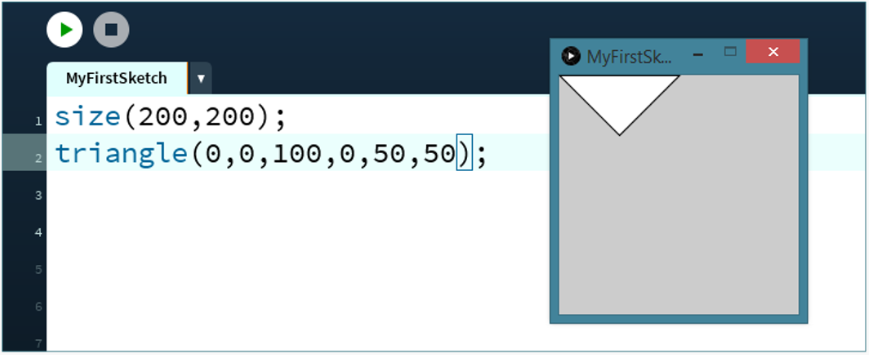 MyFirstSketch
1 size(200,200);
2 triangle(0,0,100,0,50,50);
3
4
5
6
7
MyFirstSk...